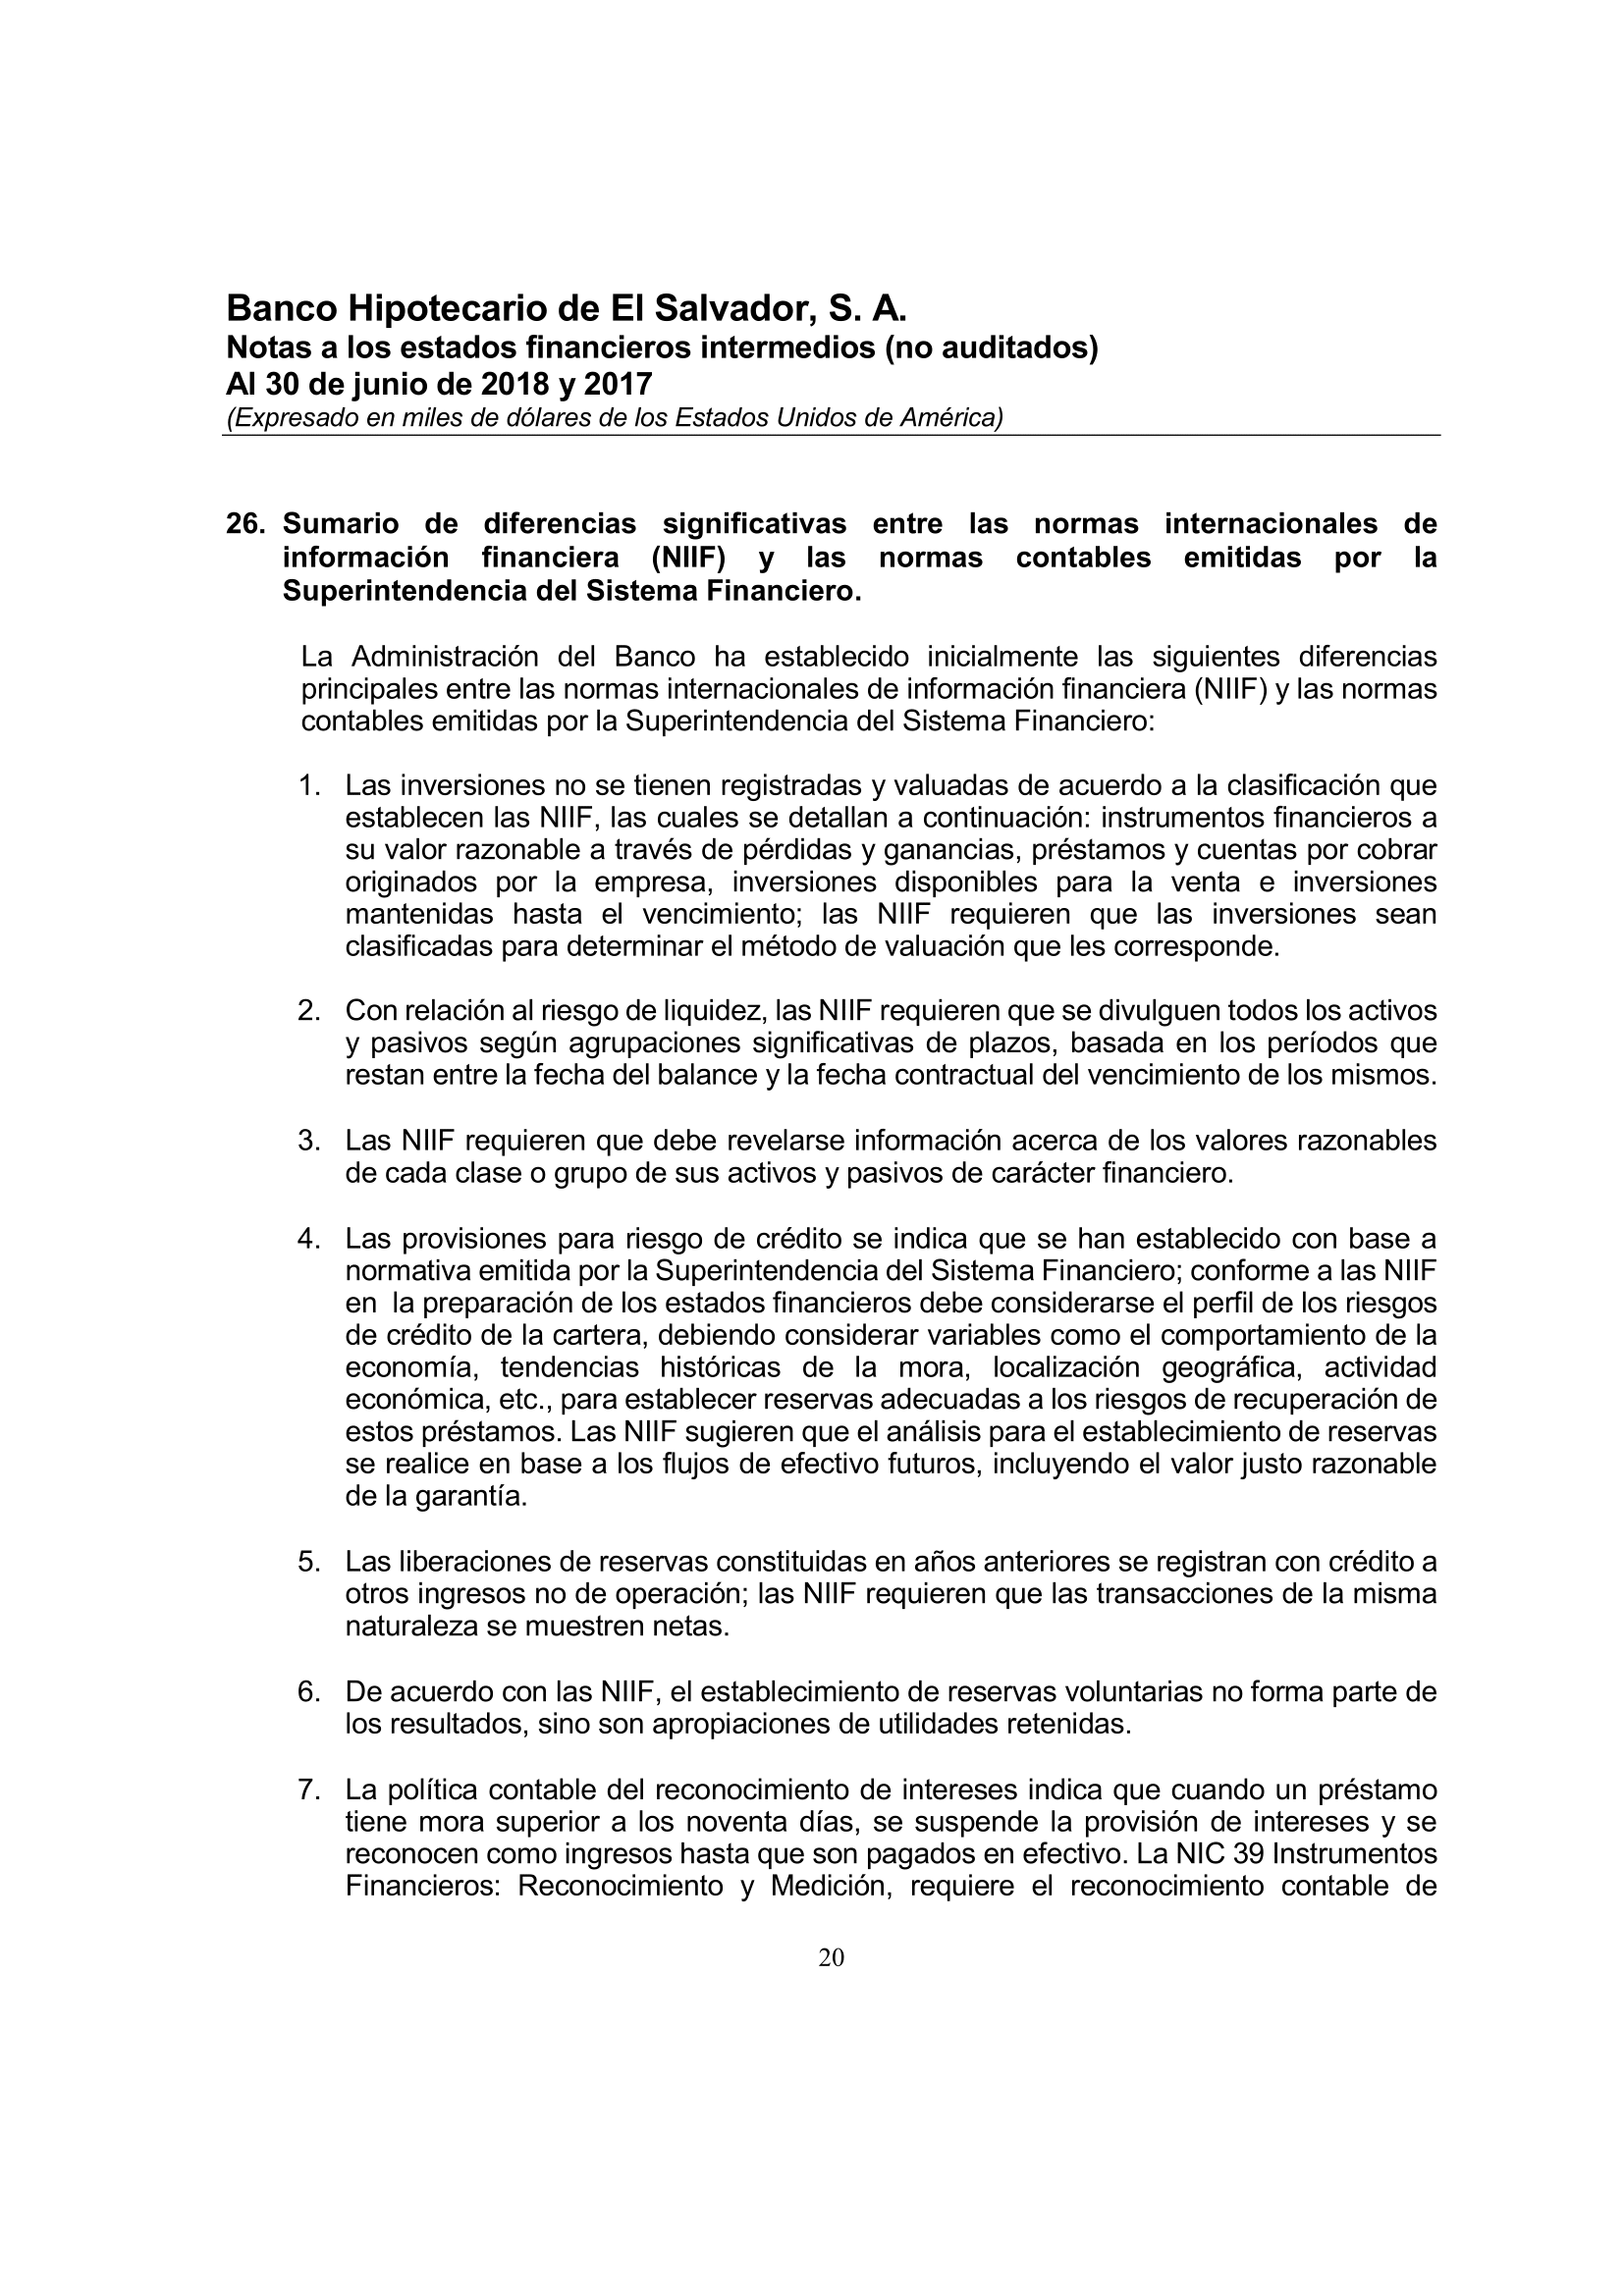 Banco Hipotecario de El Salvador, S. A.
Notas a los estados financieros intermedios (no auditados)
Al 30 de junio de 2018 y 2017
(Expresado en miles de dólares de los Estados Unidos de América)
26. Sumario de diferencias significativas entre las normas internacionales de
información financiera (NIIF) y las normas contables emitidas por la
Superintendencia del Sistema Financiero.
La Administración del Banco ha establecido inicialmente las siguientes diferencias
principales entre las normas internacionales de información financiera (NIIF) y las normas
contables emitidas por la Superintendencia del Sistema Financiero:
1. Las inversiones no se tienen registradas y valuadas de acuerdo a la clasificación que
establecen las NIIF, las cuales se detallan a continuación: instrumentos financieros a
su valor razonable a través de pérdidas y ganancias, préstamos y cuentas por cobrar
originados por la empresa, inversiones disponibles para la venta e inversiones
mantenidas hasta el vencimiento; las NIIF requieren que las inversiones sean
clasificadas para determinar el método de valuación que les corresponde.
2. Con relación al riesgo de liquidez, las NIIF requieren que se divulguen todos los activos
y pasivos según agrupaciones significativas de plazos, basada en los períodos que
restan entre la fecha del balance y la fecha contractual del vencimiento de los mismos.
3. Las NIIF requieren que debe revelarse información acerca de los valores razonables
de cada clase o grupo de sus activos y pasivos de carácter financiero.
4. Las provisiones para riesgo de crédito se indica que se han establecido con base a
normativa emitida por la Superintendencia del Sistema Financiero; conforme a las NIIF
en la preparación de los estados financieros debe considerarse el perfil de los riesgos
de crédito de la cartera, debiendo considerar variables como el comportamiento de la
economía, tendencias históricas de la mora, localización geográfica, actividad
económica, etc., para establecer reservas adecuadas a los riesgos de recuperación de
estos préstamos. Las NIIF sugieren que el análisis para el establecimiento de reservas
se realice en base a los flujos de efectivo futuros, incluyendo el valor justo razonable
de la garantía.
5. Las liberaciones de reservas constituidas en años anteriores se registran con crédito a
otros ingresos no de operación; las NIIF requieren que las transacciones de la misma
naturaleza se muestren netas.
6. De acuerdo con las NIIF, el establecimiento de reservas voluntarias no forma parte de
los resultados, sino son apropiaciones de utilidades retenidas.
7. La política contable del reconocimiento de intereses indica que cuando un préstamo
tiene mora superior a los noventa días, se suspende la provisión de intereses y se
reconocen como ingresos hasta que son pagados en efectivo. La NIC 39 Instrumentos
Financieros: Reconocimiento y Medición, requiere el reconocimiento contable de
20